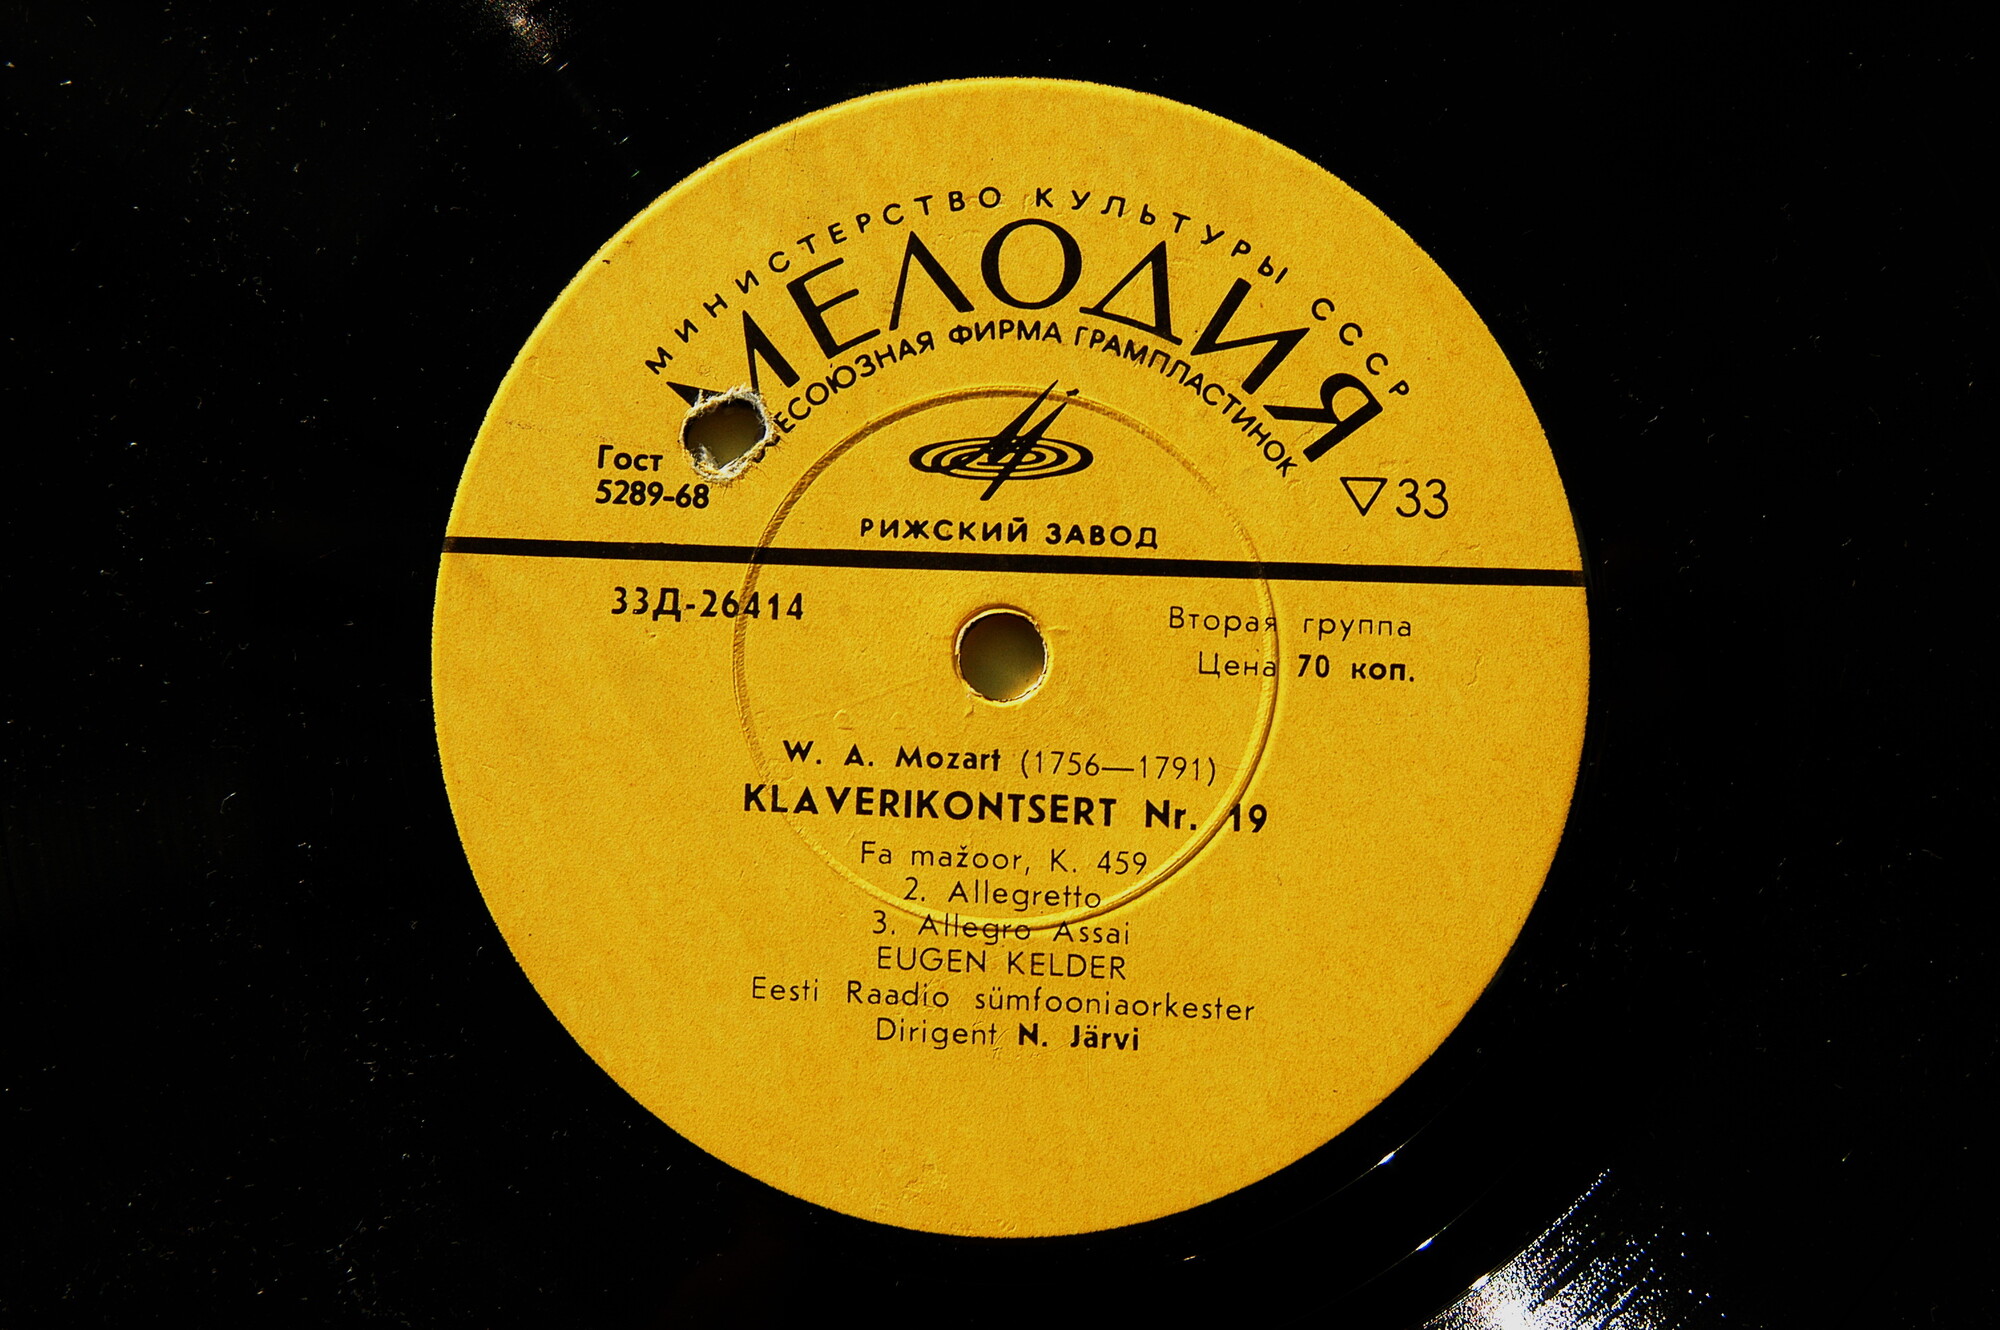 МИНИСТЕРСТВО КУЛЬТУРЫ СССР
МЕЛОДИЯ
ЕСОЮЗНАЯ ФИРМА ГРАМПЛАСТИНОК
Гост
5289-68
33
РИЖСКИЙ ЗАВОД
33Д-26414
Вторая группа
Цена 70 коп.
W. A. Mozart (1756—1791)
KLAVERIKONTSERT Nr. 19
Fa mažoor, K. 459
2. Allegretto
3. Allegro Assai
EUGEN KELDER
Eesti Raadio sümfooniaorkester
Dirigent N. Järvi